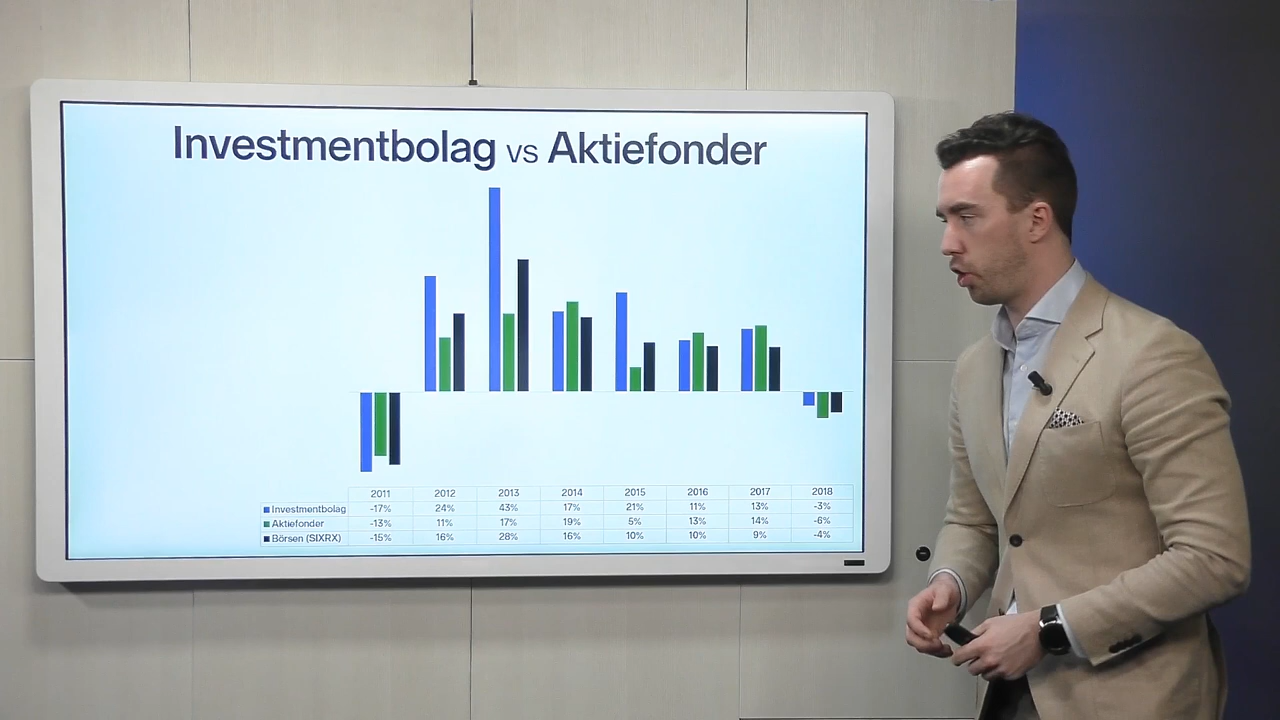 Investmentbolag vs Aktiefonder
2011 2012 2013 2014 2015 2016 2017 2018
Investmentbolag -17% 24% 43% 17% 21% 11% 13% -3%
Aktiefonder -13% 11% 17% 19% 5% 13% 14% -6%
Börsen (SIXRX) -15% 16% 28% 16% 10% 10% 9% -4%